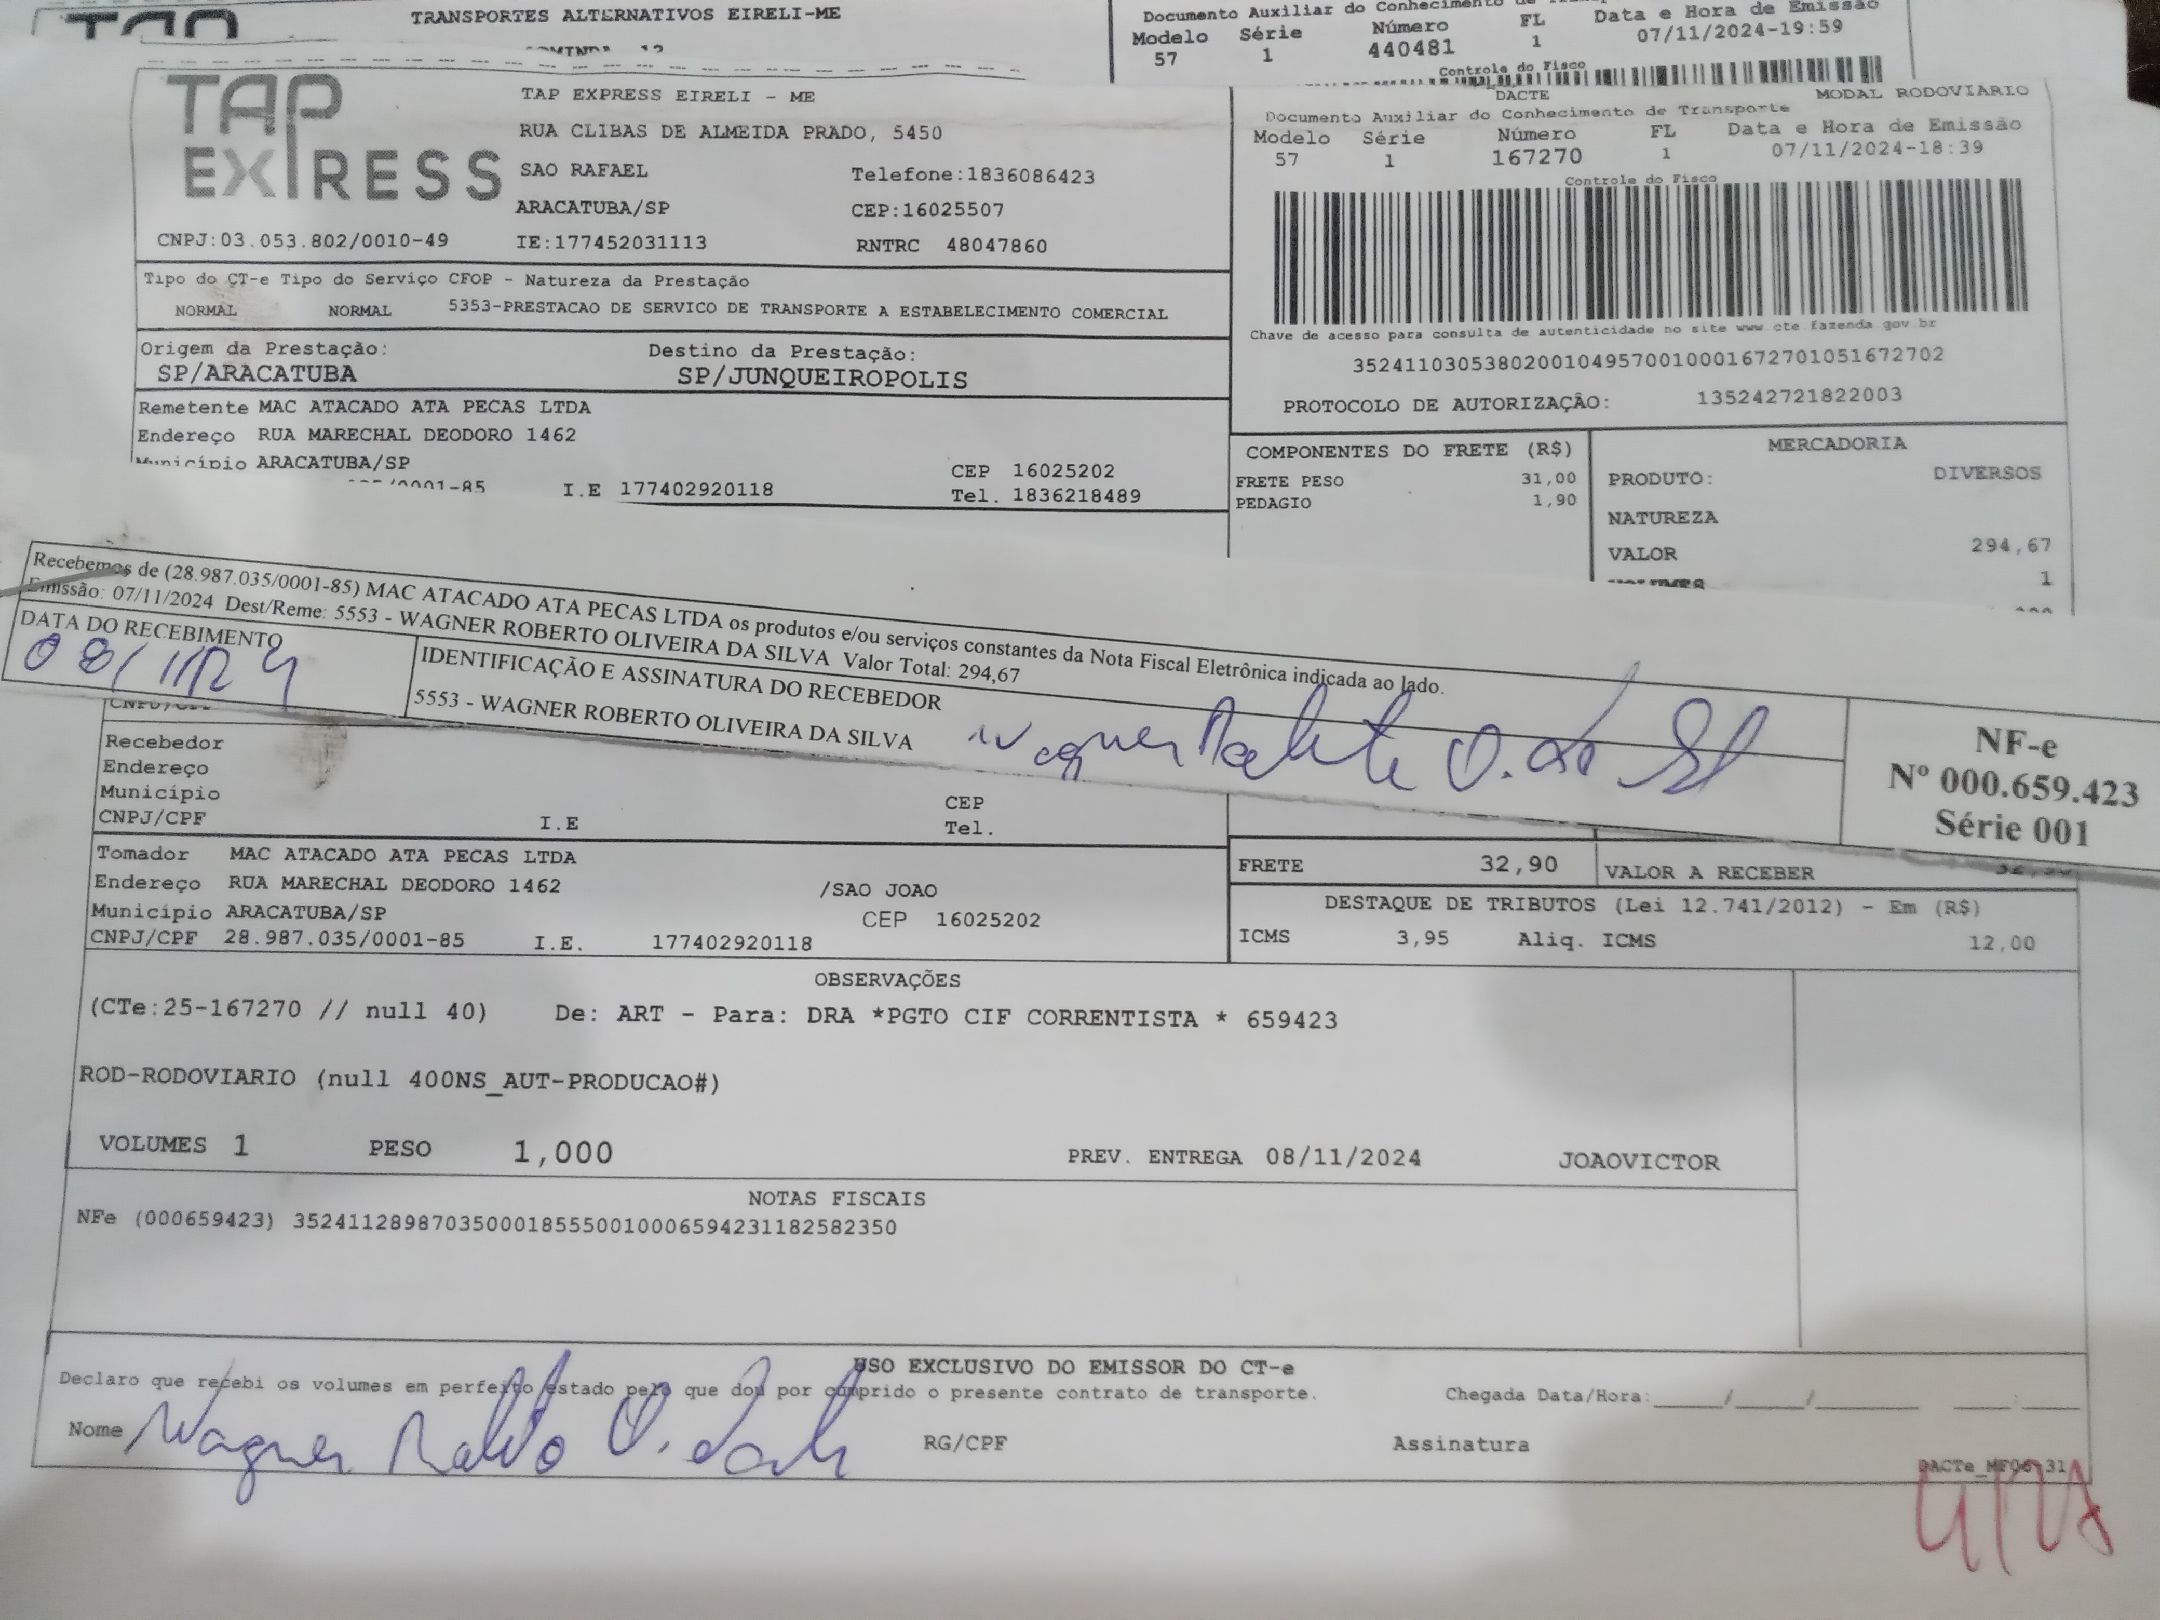 TRANSPORTES ALTERNATIVOS EIRELI-ME
Documento Auxiliar do Conhecimento de
Modelo Série Número FL Data e Hora de Emissão
57 1 440481 1 07/11/2024-19:59
Controle do Fisco
TAP EXPRESS
TAP EXPRESS EIRELI - ME
RUA CLIBAS DE ALMEIDA PRADO, 5450
SAO RAFAEL Telefone:1836086423
ARACATUBA/SP CEP:16025507
CNPJ:03.053.802/0010-49 IE:177452031113 RNTRC 48047860
DACTE MODAL RODOVIARIO
Documento Auxiliar do Conhecimento de Transporte
Modelo Série Número FL Data e Hora de Emissão
57 1 167270 1 07/11/2024-18:39
Controle do Fisco
Chave de acesso para consulta de autenticidade no site www.cte.fazenda.gov.br
35241103053802001049570010001672701051672702
PROTOCOLO DE AUTORIZAÇÃO: 135242721822003
Tipo do CT-e Tipo do Serviço CFOP - Natureza da Prestação
NORMAL NORMAL 5353-PRESTACAO DE SERVICO DE TRANSPORTE A ESTABELECIMENTO COMERCIAL
Origem da Prestação: Destino da Prestação:
SP/ARACATUBA SP/JUNQUEIROPOLIS
Remetente MAC ATACADO ATA PECAS LTDA
Endereço RUA MARECHAL DEODORO 1462
Município ARACATUBA/SP CEP 16025202
/0001-85 I.E 177402920118 Tel. 1836218489
COMPONENTES DO FRETE (R$) MERCADORIA
FRETE PESO 31,00 PRODUTO: DIVERSOS
PEDAGIO 1,90 NATUREZA
VALOR 294,67
VOLUMES 1
Recebemos de (28.987.035/0001-85) MAC ATACADO ATA PECAS LTDA os produtos e/ou serviços constantes da Nota Fiscal Eletrônica indicada ao lado.
Emissão: 07/11/2024 Dest/Reme: 5553 - WAGNER ROBERTO OLIVEIRA DA SILVA Valor Total: 294,67
DATA DO RECEBIMENTO IDENTIFICAÇÃO E ASSINATURA DO RECEBEDOR
08/11/24 5553 - WAGNER ROBERTO OLIVEIRA DA SILVA
NF-e
Nº 000.659.423
Série 001
Recebedor
Endereço
Município CEP
CNPJ/CPF I.E Tel.
Tomador MAC ATACADO ATA PECAS LTDA
Endereço RUA MARECHAL DEODORO 1462 /SAO JOAO
Município ARACATUBA/SP CEP 16025202
CNPJ/CPF 28.987.035/0001-85 I.E. 177402920118
FRETE 32,90 VALOR A RECEBER 32,90
DESTAQUE DE TRIBUTOS (Lei 12.741/2012) - Em (R$)
ICMS 3,95 Aliq. ICMS 12,00
OBSERVAÇÕES
(CTe:25-167270 // null 40) De: ART - Para: DRA *PGTO CIF CORRENTISTA * 659423
ROD-RODOVIARIO (null 400NS_AUT-PRODUCAO#)
VOLUMES 1 PESO 1,000 PREV. ENTREGA 08/11/2024 JOAOVICTOR
NOTAS FISCAIS
NFe (000659423) 35241128987035000185550010006594231182582350
USO EXCLUSIVO DO EMISSOR DO CT-e
Declaro que recebi os volumes em perfeito estado pelo que dou por cumprido o presente contrato de transporte. Chegada Data/Hora:____/____/______ ____:____
Nome Wagner RG/CPF Assinatura